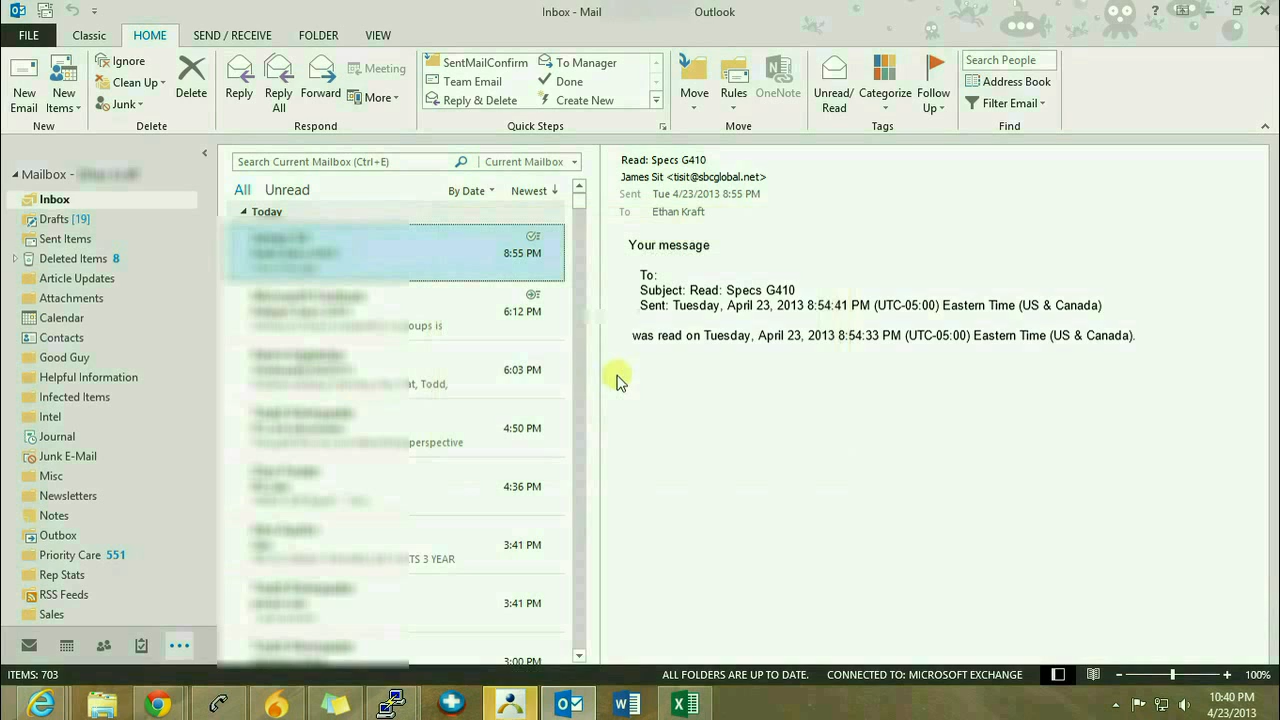 Inbox - Mail Outlook
FILE Classic HOME SEND / RECEIVE FOLDER VIEW
New Email
New Items
New
Ignore
Clean Up
Junk
Delete
Delete
Reply
Reply All
Forward
Meeting
More
Respond
SentMailConfirm
Team Email
Reply & Delete
To Manager
Done
Create New
Quick Steps
Move
Rules
OneNote
Move
Unread/ Read
Categorize
Follow Up
Tags
Search People
Address Book
Filter Email
Find
Mailbox -
Inbox
Drafts [19]
Sent Items
Deleted Items 8
Article Updates
Attachments
Calendar
Contacts
Good Guy
Helpful Information
Infected Items
Intel
Journal
Junk E-Mail
Misc
Newsletters
Notes
Outbox
Priority Care 551
Rep Stats
RSS Feeds
Sales
Search Current Mailbox (Ctrl+E) Current Mailbox
All Unread By Date Newest
Today
8:55 PM
6:12 PM
oups is
6:03 PM
at, Todd,
4:50 PM
perspective
4:36 PM
3:41 PM
TS 3 YEAR
3:41 PM
3:00 PM
Read: Specs G410
James Sit <tisit@sbcglobal.net>
Sent Tue 4/23/2013 8:55 PM
To Ethan Kraft
Your message
To:
Subject: Read: Specs G410
Sent: Tuesday, April 23, 2013 8:54:41 PM (UTC-05:00) Eastern Time (US & Canada)
was read on Tuesday, April 23, 2013 8:54:33 PM (UTC-05:00) Eastern Time (US & Canada).
ITEMS: 703 ALL FOLDERS ARE UP TO DATE. CONNECTED TO: MICROSOFT EXCHANGE 100%
10:40 PM
4/23/2013